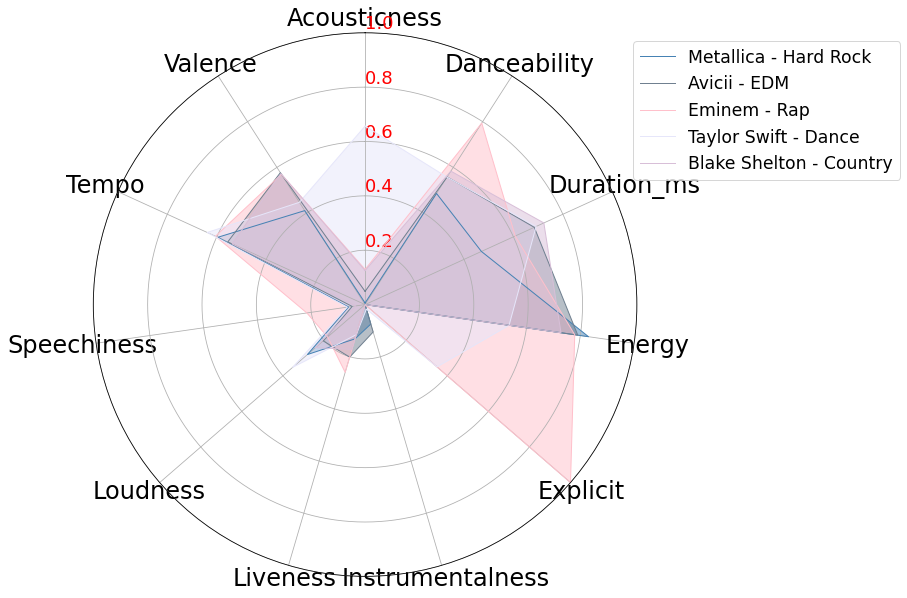 Acousticness
1.0
Valence
Danceability
0.8
0.6
Tempo
0.4
Duration_ms
0.2
Speechiness
Energy
Loudness
Explicit
Liveness
Instrumentalness
Metallica - Hard Rock
Avicii - EDM
Eminem - Rap
Taylor Swift - Dance
Blake Shelton - Country